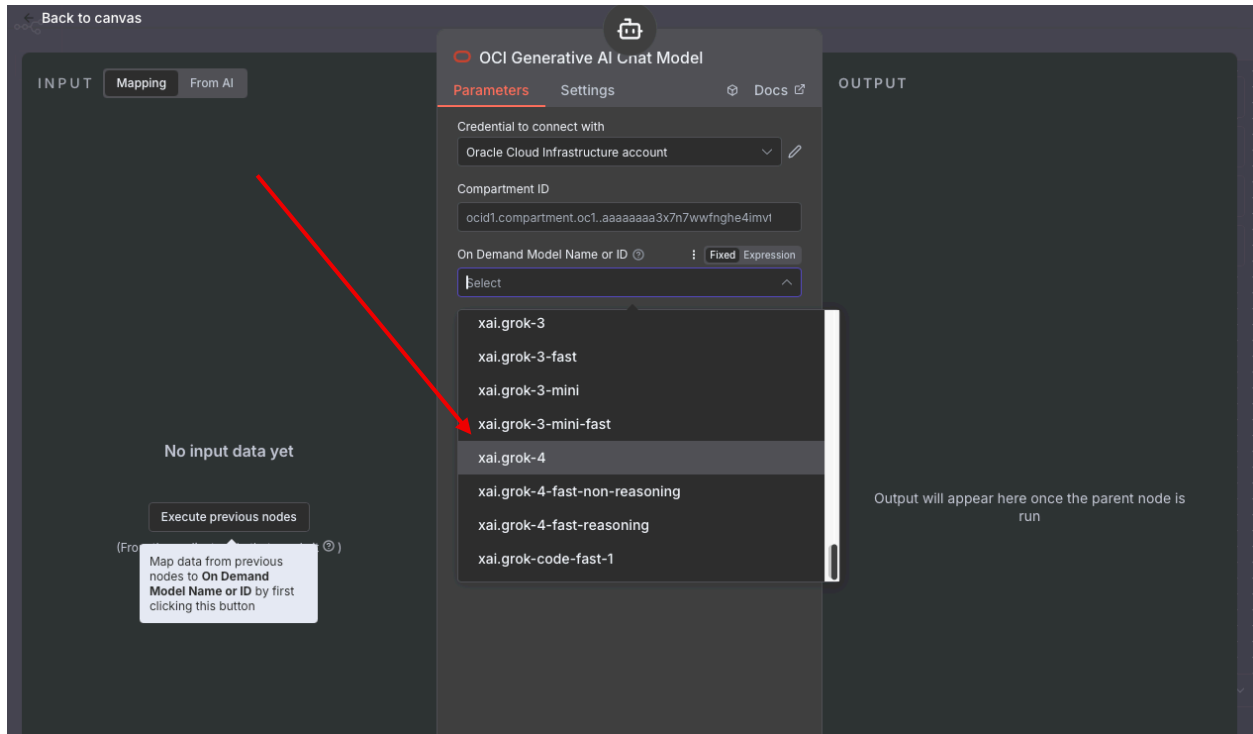 Back to canvas
INPUT
Mapping
From AI
No input data yet
Execute previous nodes
(Fro
)
Map data from previous
nodes to On Demand
Model Name or ID by first
clicking this button
OCI Generative AI Chat Model
Parameters
Settings
Docs
Credential to connect with
Oracle Cloud Infrastructure account
Compartment ID
ocid1.compartment.oc1..aaaaaaaa3x7n7wwfnghe4imvt
On Demand Model Name or ID
Fixed
Expression
Select
xai.grok-3
xai.grok-3-fast
xai.grok-3-mini
xai.grok-3-mini-fast
xai.grok-4
xai.grok-4-fast-non-reasoning
xai.grok-4-fast-reasoning
xai.grok-code-fast-1
OUTPUT
Output will appear here once the parent node is
run